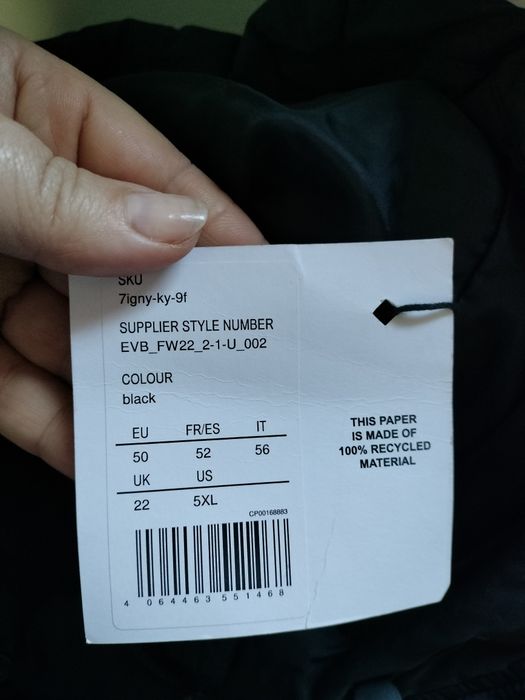 SKU
7igny-ky-9f
SUPPLIER STYLE NUMBER
EVB_FW22_2-1-U_002
COLOUR
black
EU FR/ES IT
50 52 56
UK US
22 5XL
CP00168883
4 064463 551468
THIS PAPER
IS MADE OF
100% RECYCLED
MATERIAL